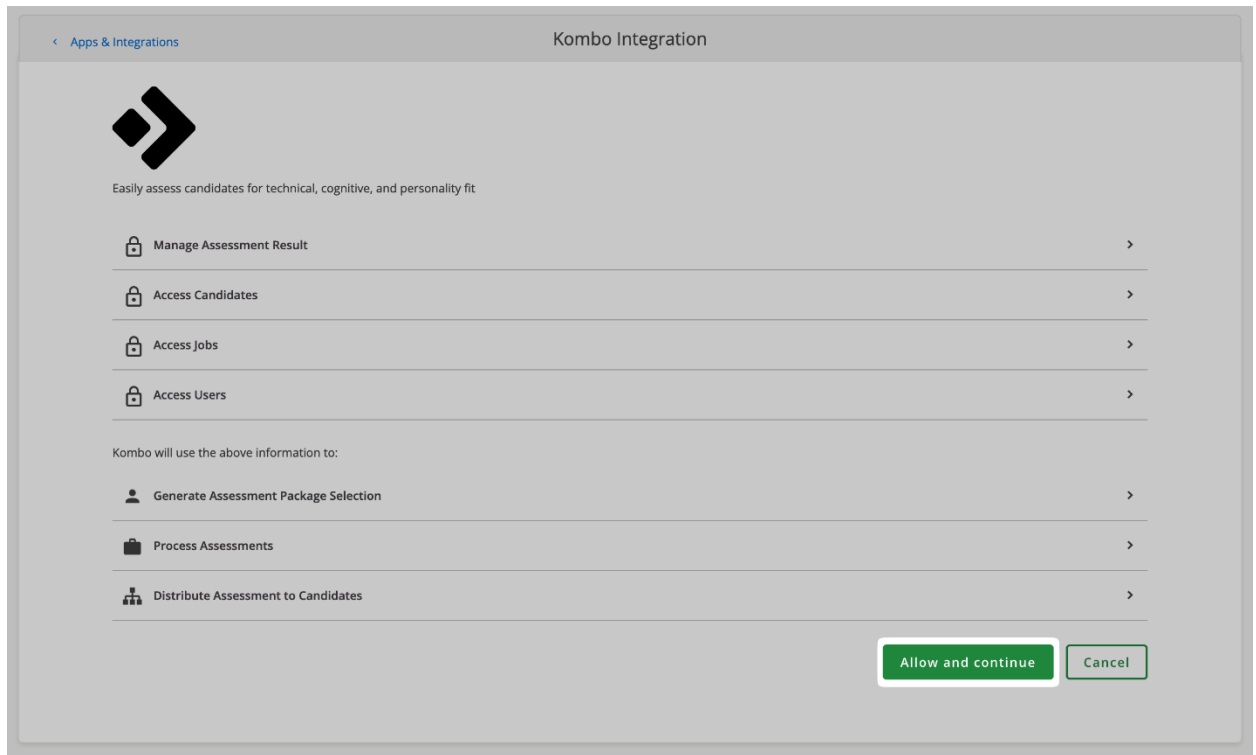 Apps & Integrations
Kombo Integration
Easily assess candidates for technical, cognitive, and personality fit
Manage Assessment Result
Access Candidates
Access Jobs
Access Users
Kombo will use the above information to:
Generate Assessment Package Selection
Process Assessments
Distribute Assessment to Candidates
Allow and continue
Cancel